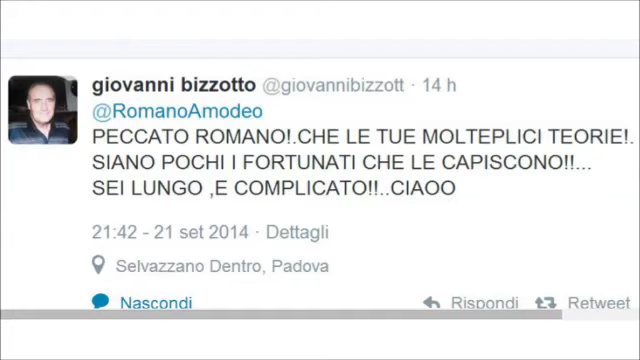 giovanni bizzotto @giovannibizzott · 14 h
@RomanoAmodeo
PECCATO ROMANO!.CHE LE TUE MOLTEPLICI TEORIE!.
SIANO POCHI I FORTUNATI CHE LE CAPISCONO!!...
SEI LUNGO ,E COMPLICATO!!..CIAOO
21:42 - 21 set 2014 · Dettagli
Selvazzano Dentro, Padova
Nascondi Rispondi Retweet